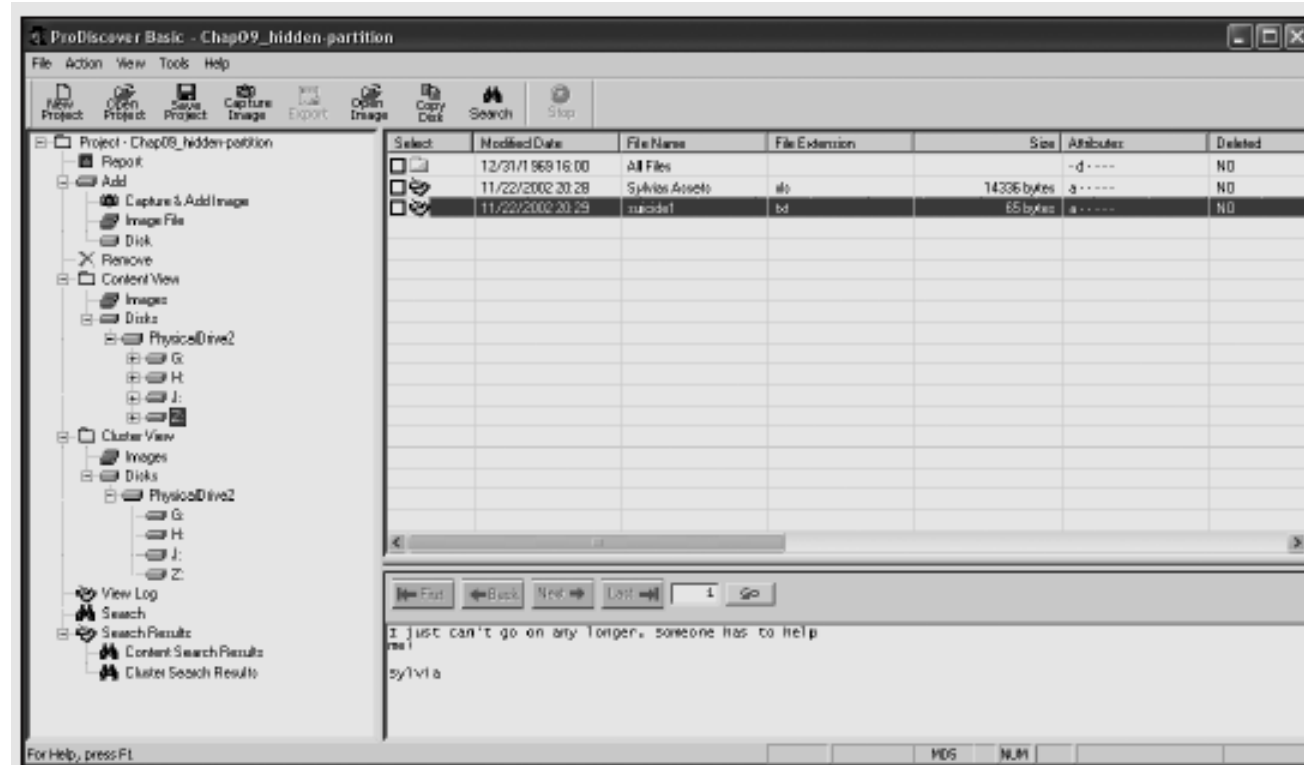 ProDiscover Basic - Chap09_hidden-partition
File Action View Tools Help
New Project
Open Project
Save Project
Capture Image
Export
Open Image
Copy Disk
Search
Stop
Project - Chap09_hidden-partition
Report
Add
Capture & Add Image
Image File
Disk
Remove
Content View
Images
Disks
PhysicalDrive2
G:
H:
J:
Z:
Cluster View
Images
Disks
PhysicalDrive2
G:
H:
J:
Z:
View Log
Search
Search Results
Content Search Results
Cluster Search Results
Select Modified Date File Name File Extension Size Attributes Deleted
12/31/1969 16:00 All Files - d - - - - NO
11/22/2002 20:28 Sylvias Assets xls 14336 bytes a - - - - - NO
11/22/2002 20:29 suicide1 txt 65 bytes a - - - - - NO
First Back Next Last 1 Go
I just can't go on any longer. Someone has to help
me!
sylvia
For Help, press F1 MD5 NUM